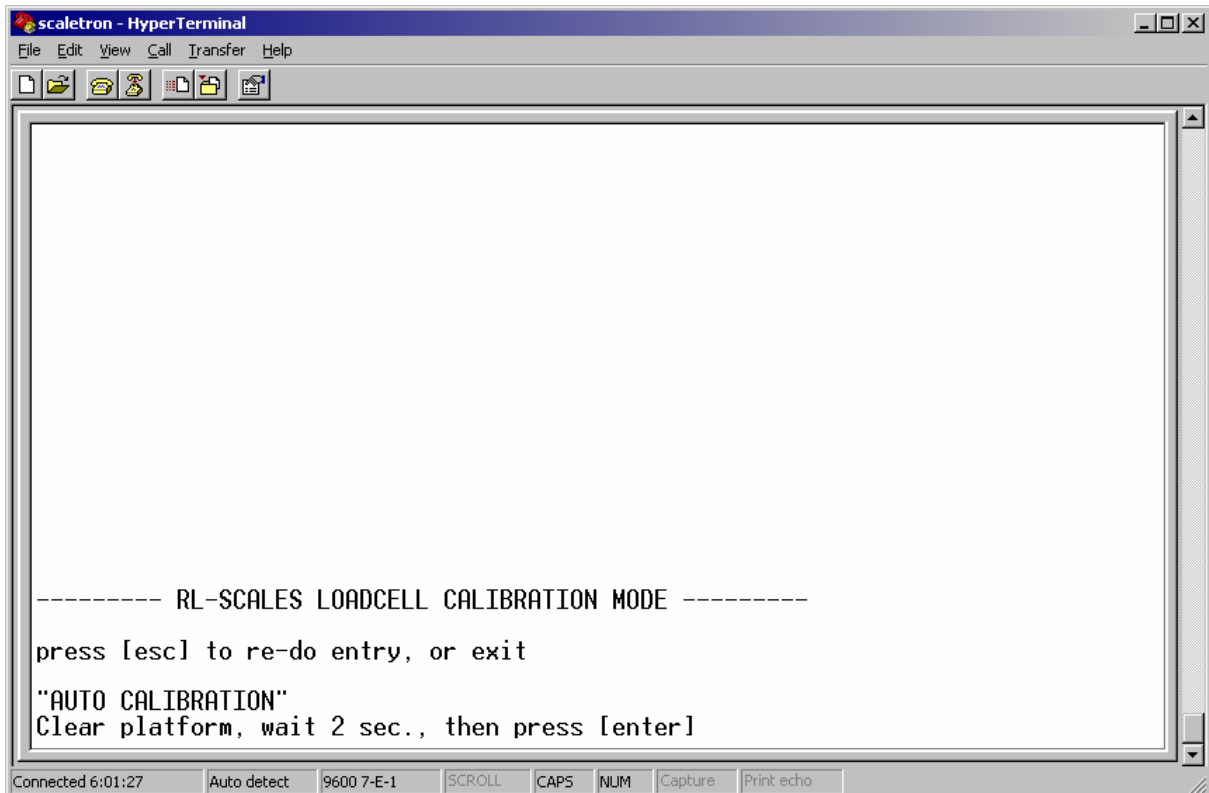 scaletron - HyperTerminal
File Edit View Call Transfer Help
--------- RL-SCALES LOADCELL CALIBRATION MODE ---------
press [esc] to re-do entry, or exit
"AUTO CALIBRATION"
Clear platform, wait 2 sec., then press [enter]
Connected 6:01:27 Auto detect 9600 7-E-1 SCROLL CAPS NUM Capture Print echo